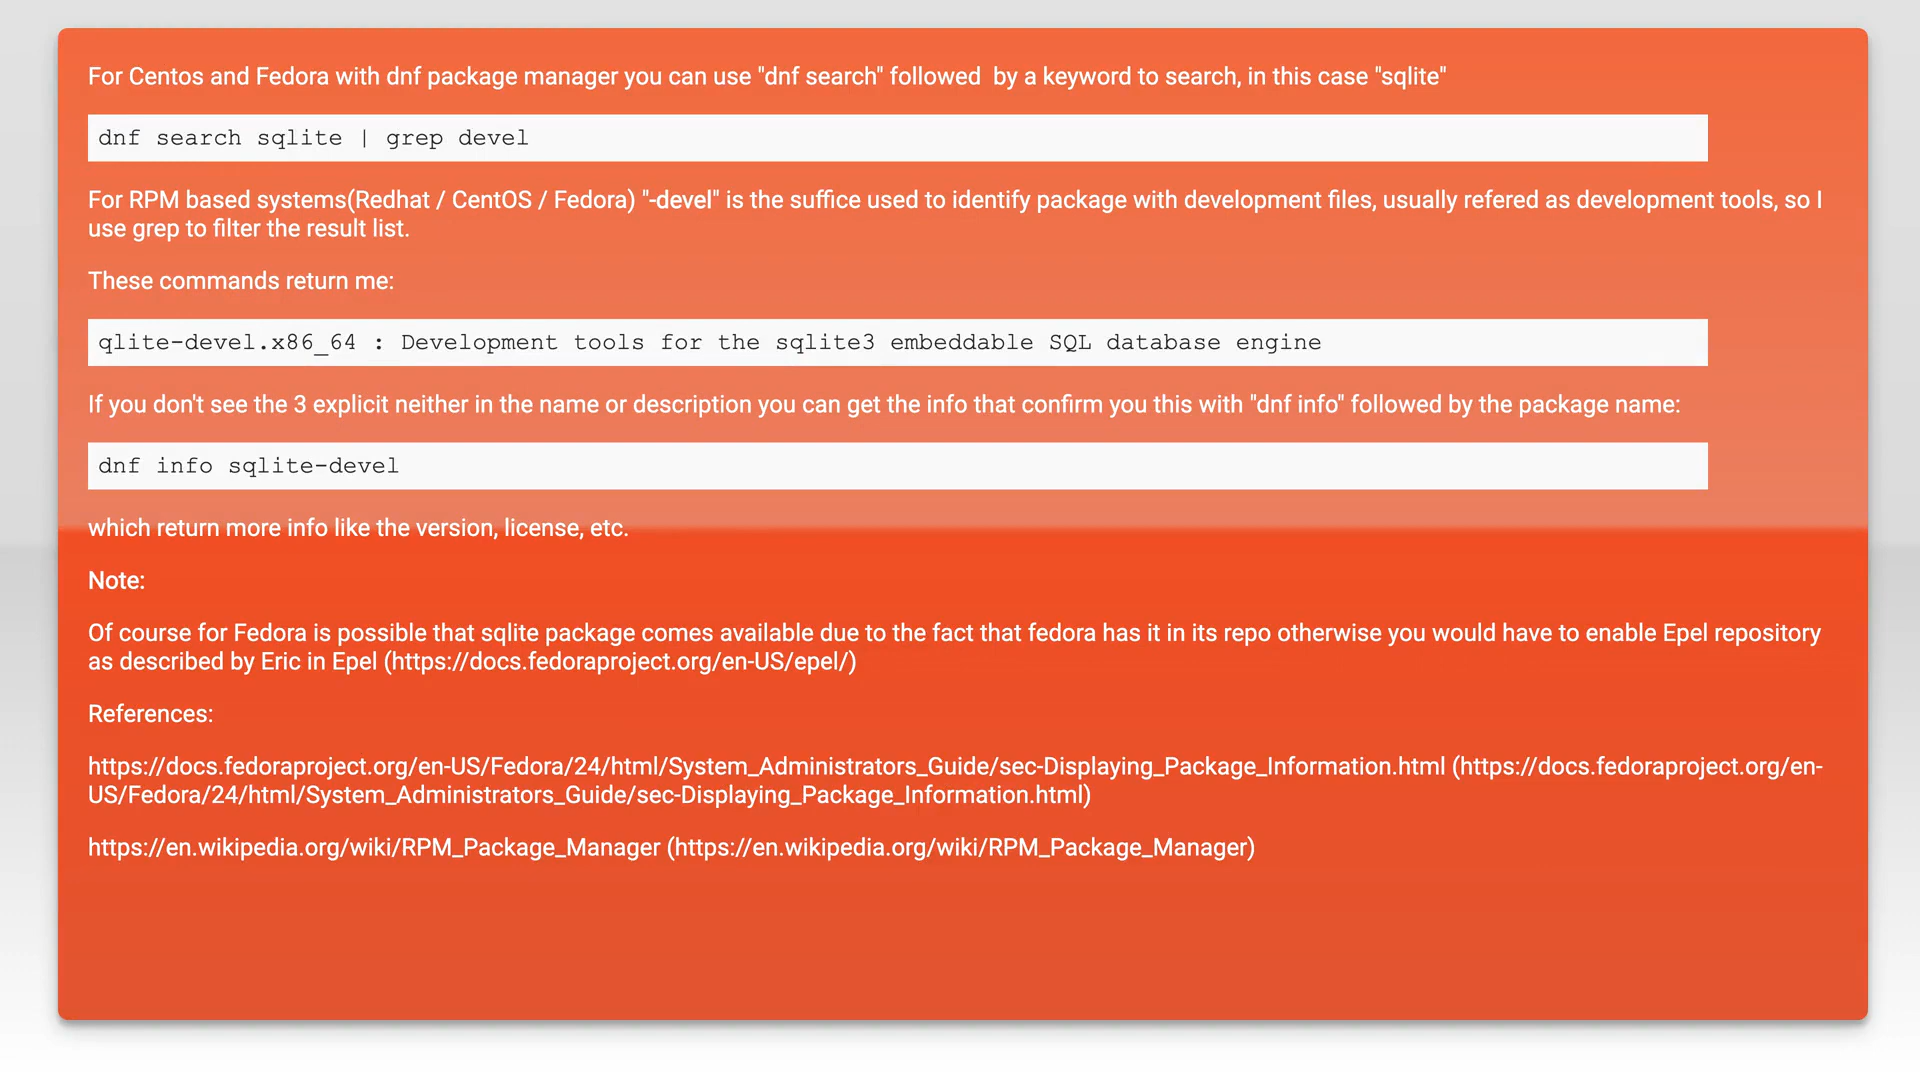 For Centos and Fedora with dnf package manager you can use "dnf search" followed  by a keyword to search, in this case "sqlite"
dnf search sqlite | grep devel
For RPM based systems(Redhat / CentOS / Fedora) "-devel" is the suffice used to identify package with development files, usually refered as development tools, so I
use grep to filter the result list.
These commands return me:
qlite-devel.x86_64 : Development tools for the sqlite3 embeddable SQL database engine
If you don't see the 3 explicit neither in the name or description you can get the info that confirm you this with "dnf info" followed by the package name:
dnf info sqlite-devel
which return more info like the version, license, etc.
Note:
Of course for Fedora is possible that sqlite package comes available due to the fact that fedora has it in its repo otherwise you would have to enable Epel repository
as described by Eric in Epel (https://docs.fedoraproject.org/en-US/epel/)
References:
https://docs.fedoraproject.org/en-US/Fedora/24/html/System_Administrators_Guide/sec-Displaying_Package_Information.html (https://docs.fedoraproject.org/en-
US/Fedora/24/html/System_Administrators_Guide/sec-Displaying_Package_Information.html)
https://en.wikipedia.org/wiki/RPM_Package_Manager (https://en.wikipedia.org/wiki/RPM_Package_Manager)